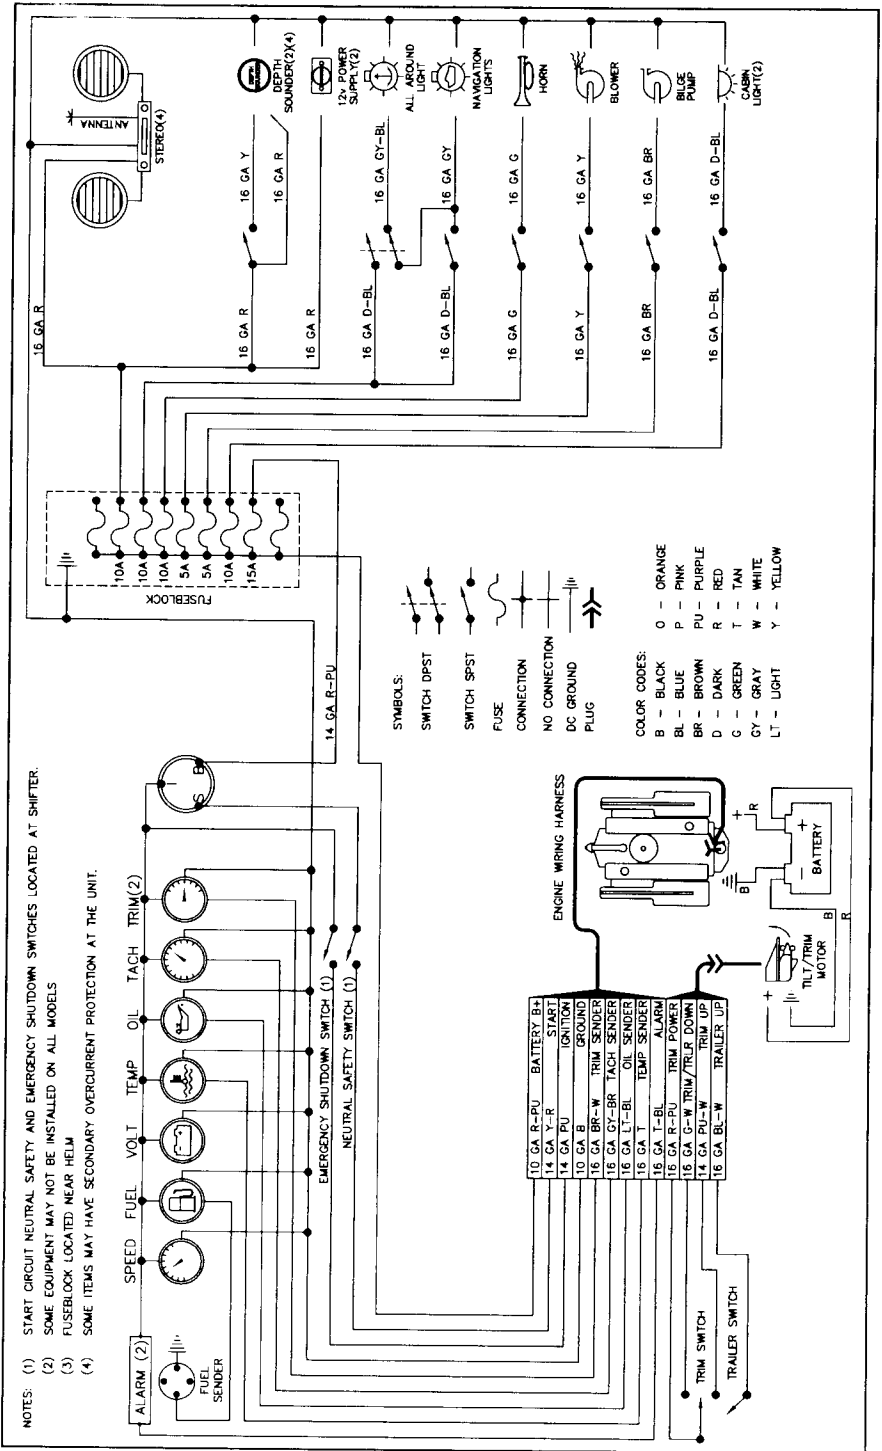 NOTES: (1) START CIRCUIT NEUTRAL SAFETY AND EMERGENCY SHUTDOWN SWITCHES LOCATED AT SHIFTER.
(2) SOME EQUIPMENT MAY NOT BE INSTALLED ON ALL MODELS
(3) FUSEBLOCK LOCATED NEAR HELM
(4) SOME ITEMS MAY HAVE SECONDARY OVERCURRENT PROTECTION AT THE UNIT.
ALARM (2)
SPEED
FUEL
VOLT
TEMP
OIL
TACH
TRIM(2)
S
B
FUEL
SENDER
EMERGENCY SHUTDOWN SWITCH (1)
NEUTRAL SAFETY SWITCH (1)
14 GA R-PU
FUSEBLOCK
10A
10A
10A
5A
5A
10A
15A
16 GA R
ANTENNA
STEREO(4)
16 GA R
16 GA Y
16 GA R
DEPTH
SOUNDER(2)(4)
16 GA R
12v POWER
SUPPLY(2)
16 GA D-BL
16 GA GY-BL
ALL AROUND
LIGHT
16 GA D-BL
16 GA GY
NAVIGATION
LIGHTS
16 GA G
16 GA G
HORN
16 GA Y
16 GA Y
BLOWER
16 GA BR
16 GA BR
BILGE
PUMP
16 GA D-BL
16 GA D-BL
CABIN
LIGHT(2)
SYMBOLS:
SWITCH DPST
SWITCH SPST
FUSE
CONNECTION
NO CONNECTION
DC GROUND
PLUG
COLOR CODES:
B - BLACK O - ORANGE
BL - BLUE P - PINK
BR - BROWN PU - PURPLE
D - DARK R - RED
G - GREEN T - TAN
GY - GRAY W - WHITE
LT - LIGHT Y - YELLOW
ENGINE WIRING HARNESS
10 GA R-PU BATTERY B+
14 GA Y-R START
14 GA PU IGNITION
10 GA B GROUND
16 GA BR-W TRIM SENDER
16 GA GY-BR TACH SENDER
16 GA LT-BL OIL SENDER
16 GA T TEMP SENDER
16 GA T-BL ALARM
16 GA R-PU TRIM POWER
16 GA G-W TRIM/TRLR DOWN
14 GA PU-W TRIM UP
16 GA BL-W TRAILER UP
TRIM SWITCH
TRAILER SWITCH
TILT/TRIM
MOTOR
+
B
R
B
+
R
- +
BATTERY